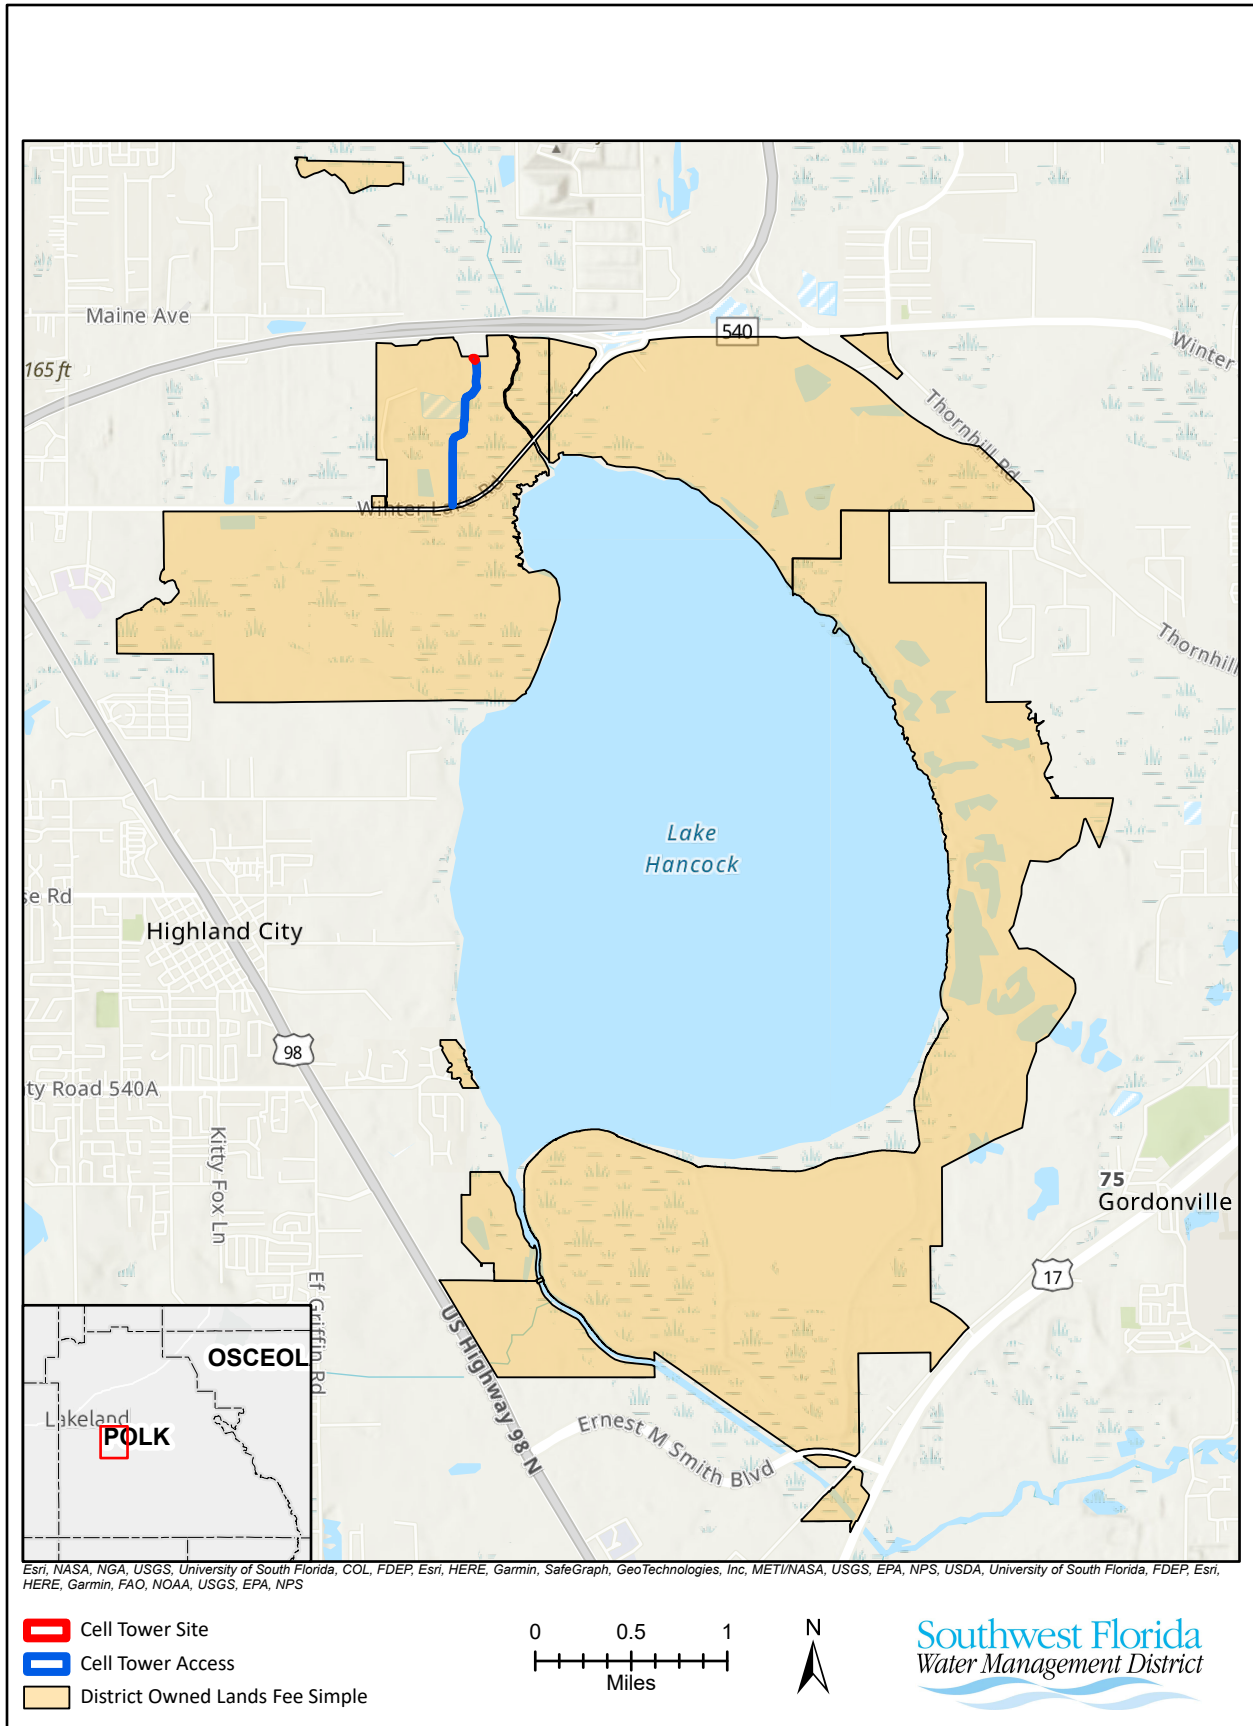 Maine Ave
540
Winter
165 ft
Thornhill Rd
Winter Lake Rd
Thornhill
Lake
Hancock
se Rd
Highland City
98
ty Road 540A
Kitty Fox Ln
75
Gordonville
17
Ef Griffin Rd
US Highway 98 N
OSCEOL
Lakeland
POLK
Ernest M Smith Blvd
Esri, NASA, NGA, USGS, University of South Florida, COL, FDEP, Esri, HERE, Garmin, SafeGraph, GeoTechnologies, Inc, METI/NASA, USGS, EPA, NPS, USDA, University of South Florida, FDEP, Esri,
HERE, Garmin, FAO, NOAA, USGS, EPA, NPS
Cell Tower Site
Cell Tower Access
District Owned Lands Fee Simple
0 0.5 1
Miles
N
Southwest Florida
Water Management District